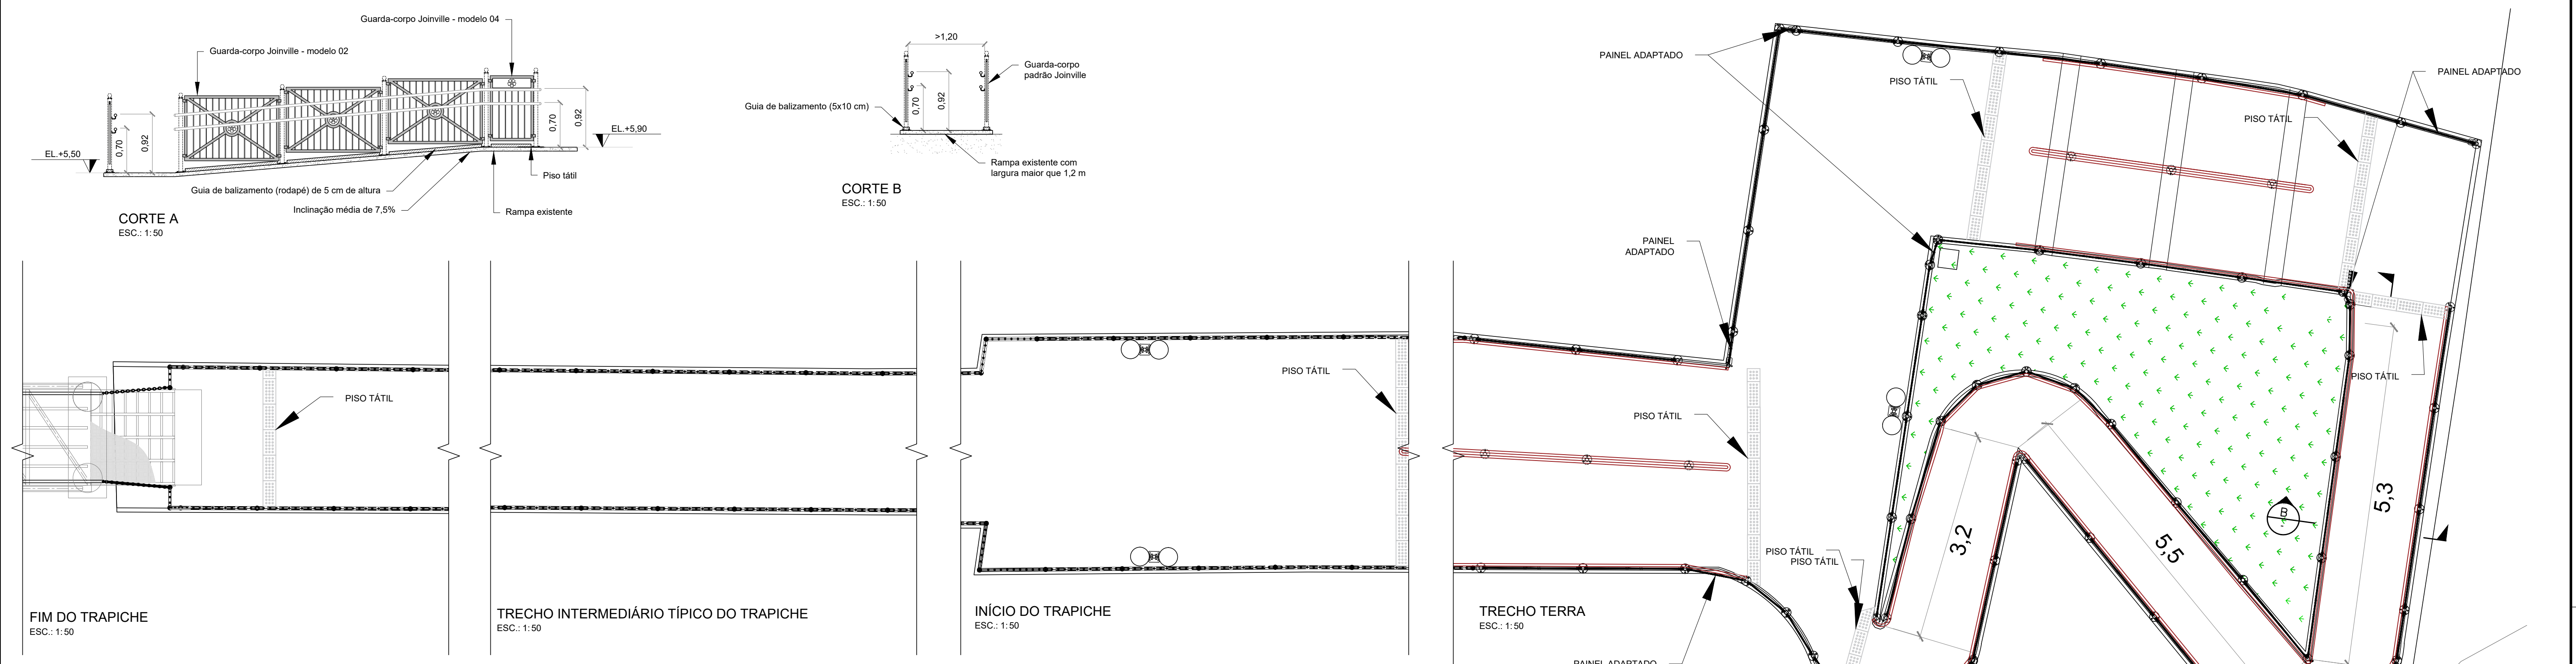 Guarda-corpo Joinville - modelo 04
Guarda-corpo Joinville - modelo 02
0,70
0,92
0,70
0,92
EL.+5,90
EL.+5,50
Piso tátil
Guia de balizamento (rodapé) de 5 cm de altura
Inclinação média de 7,5%
Rampa existente
CORTE A
ESC.: 1:50
>1,20
Guarda-corpo
padrão Joinville
Guia de balizamento (5x10 cm)
0,70
0,92
Rampa existente com
largura maior que 1,2 m
CORTE B
ESC.: 1:50
PISO TÁTIL
FIM DO TRAPICHE
ESC.: 1:50
TRECHO INTERMEDIÁRIO TÍPICO DO TRAPICHE
ESC.: 1:50
PISO TÁTIL
INÍCIO DO TRAPICHE
ESC.: 1:50
PAINEL ADAPTADO
PISO TÁTIL
PISO TÁTIL
PAINEL ADAPTADO
PAINEL
ADAPTADO
PISO TÁTIL
PISO TÁTIL
5,3
3,2
5,5
B
-
PISO TÁTIL
PISO TÁTIL
TRECHO TERRA
ESC.: 1:50
PAINEL ADAPTADO